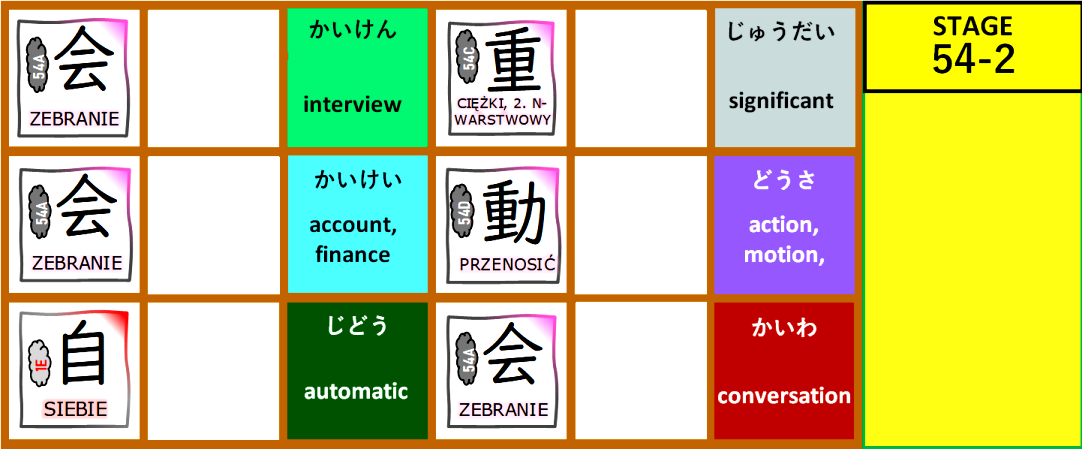 54A
会
ZEBRANIE
かいけん
interview
54C
重
CIĘŻKI, 2. N-
WARSTWOWY
じゅうだい
significant
STAGE
54-2
54A
会
ZEBRANIE
かいけい
account,
finance
54D
動
PRZENOSIĆ
どうさ
action,
motion,
1E
自
SIEBIE
じどう
automatic
54A
会
ZEBRANIE
かいわ
conversation